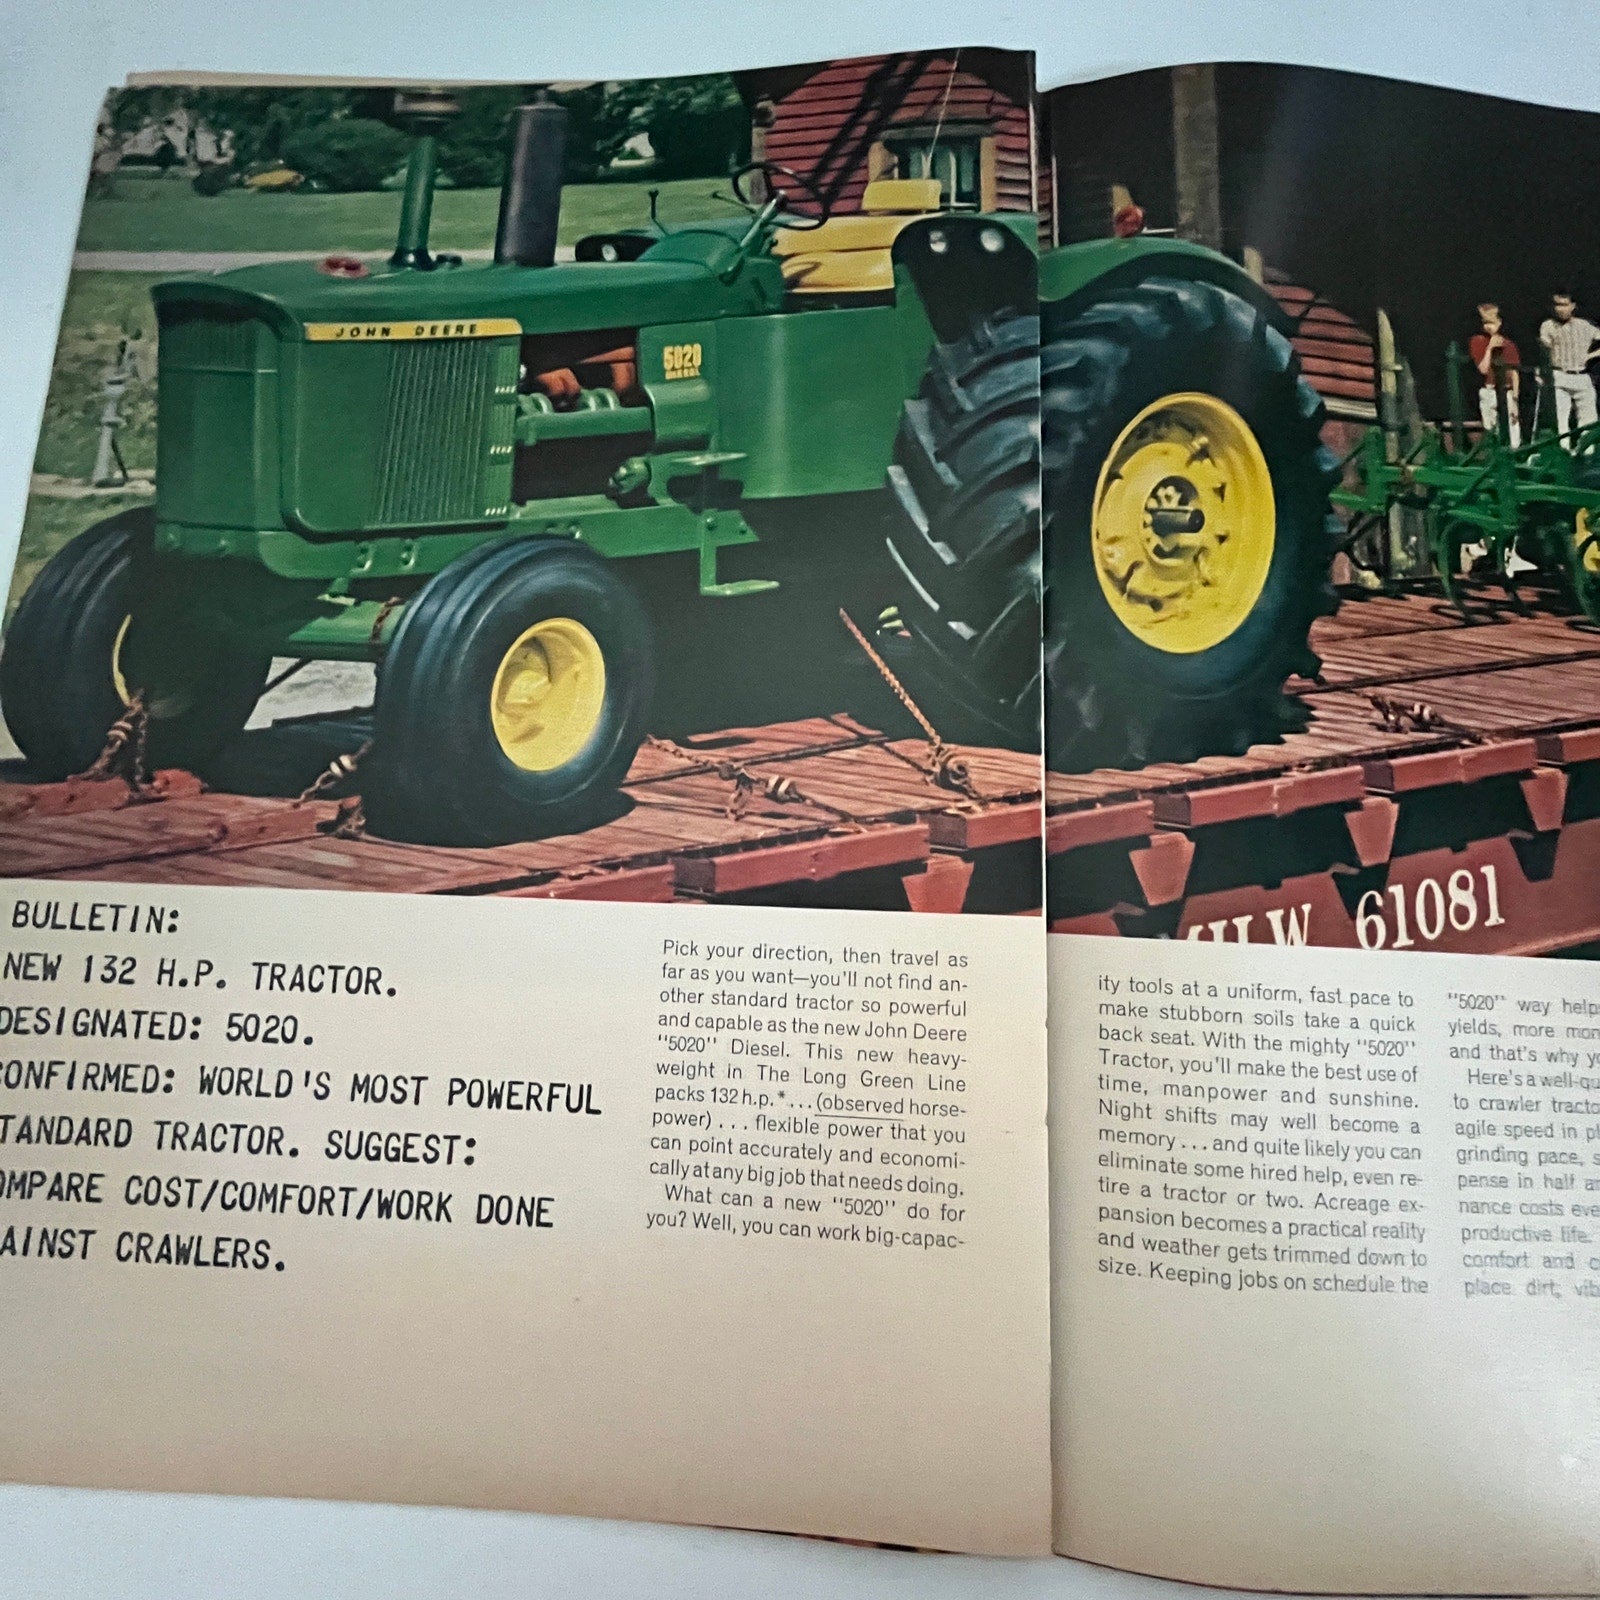 JOHN DEERE
5020
DIESEL
61081
BULLETIN:
NEW 132 H.P. TRACTOR.
DESIGNATED: 5020.
CONFIRMED: WORLD'S MOST POWERFUL
STANDARD TRACTOR. SUGGEST:
COMPARE COST/COMFORT/WORK DONE
AGAINST CRAWLERS.
Pick your direction, then travel as
far as you want—you'll not find an-
other standard tractor so powerful
and capable as the new John Deere
"5020" Diesel. This new heavy-
weight in The Long Green Line
packs 132 h.p.*... (observed horse-
power) ... flexible power that you
can point accurately and economi-
cally at any big job that needs doing.
What can a new "5020" do for
you? Well, you can work big-capac-
ity tools at a uniform, fast pace to
make stubborn soils take a quick
back seat. With the mighty "5020"
Tractor, you'll make the best use of
time, manpower and sunshine.
Night shifts may well become a
memory ... and quite likely you can
eliminate some hired help, even re-
tire a tractor or two. Acreage ex-
pansion becomes a practical reality
and weather gets trimmed down to
size. Keeping jobs on schedule the
"5020" way helps
yields, more mon
and that's why yo
Here's a well-qu
to crawler tracto
agile speed in pl
grinding pace, s
pense in half an
nance costs eve
productive life.
comfort and c
place dirt, vib